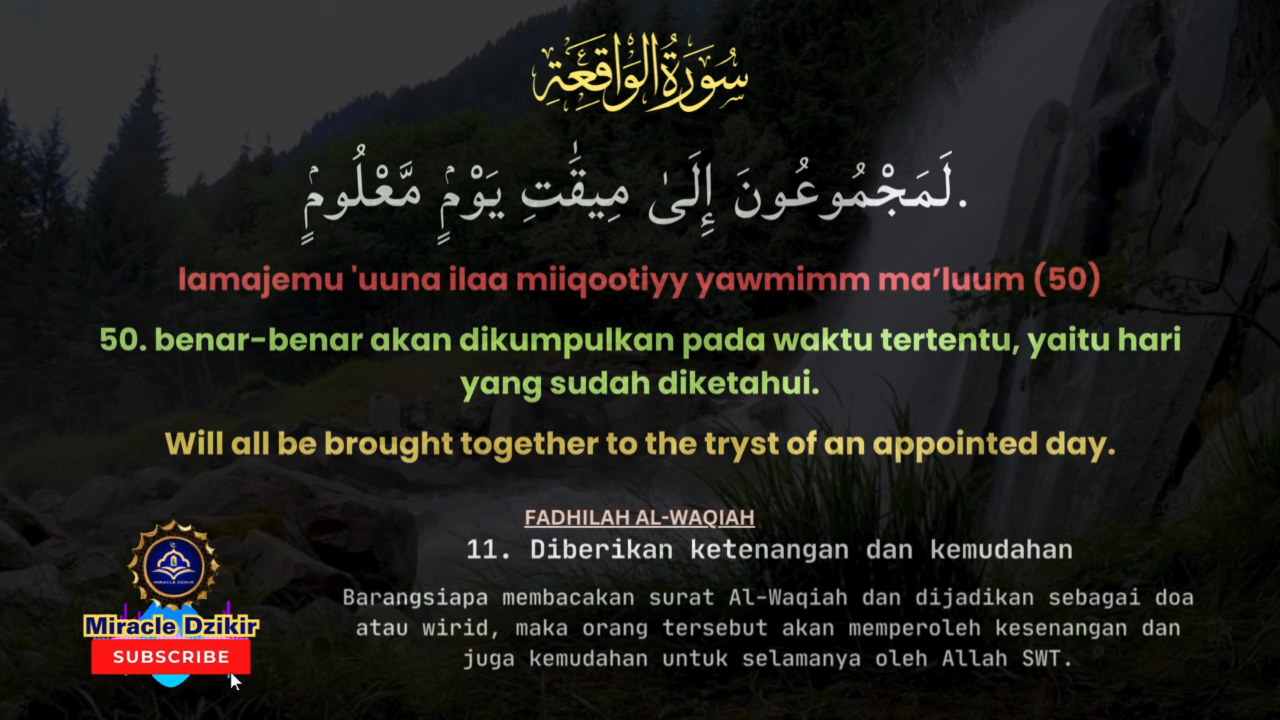 سُورَةُ الوَاقِعَةِ
لَمَجْمُوعُونَ إِلَىٰ مِيقَٰتِ يَوْمٍۢ مَّعْلُومٍۢ.
lamajemu 'uuna ilaa miiqootiyy yawmimm ma’luum (50)
50. benar-benar akan dikumpulkan pada waktu tertentu, yaitu hari
yang sudah diketahui.
Will all be brought together to the tryst of an appointed day.
FADHILAH AL-WAQIAH
11. Diberikan ketenangan dan kemudahan
Barangsiapa membacakan surat Al-Waqiah dan dijadikan sebagai doa
atau wirid, maka orang tersebut akan memperoleh kesenangan dan
juga kemudahan untuk selamanya oleh Allah SWT.
MIRACLE DZIKIR
Miracle Dzikir
SUBSCRIBE